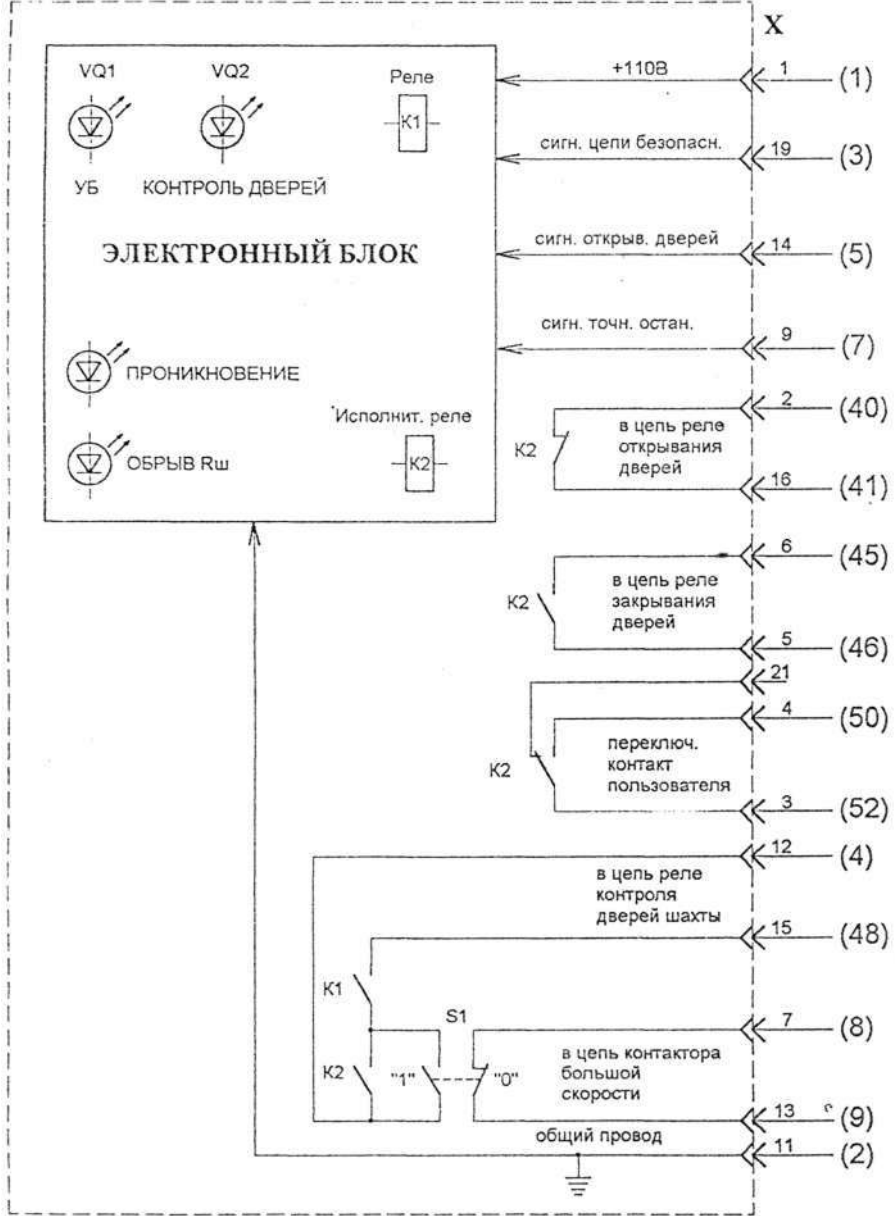 X
VQ1
VQ2
Реле
K1
УБ
КОНТРОЛЬ ДВЕРЕЙ
ЭЛЕКТРОННЫЙ БЛОК
ПРОНИКНОВЕНИЕ
ОБРЫВ Rш
Исполнит. реле
K2
+110В
1
(1)
сигн. цепи безопасн.
19
(3)
сигн. открыв. дверей
14
(5)
сигн. точн. остан.
9
(7)
2
(40)
K2
в цепь реле
открывания
дверей
16
(41)
6
(45)
K2
в цепь реле
закрывания
дверей
5
(46)
21
4
(50)
K2
переключ.
контакт
пользователя
3
(52)
12
(4)
в цепь реле
контроля
дверей шахты
15
(48)
K1
S1
7
(8)
K2
"1"
"0"
в цепь контактора
большой
скорости
13
(9)
общий провод
11
(2)